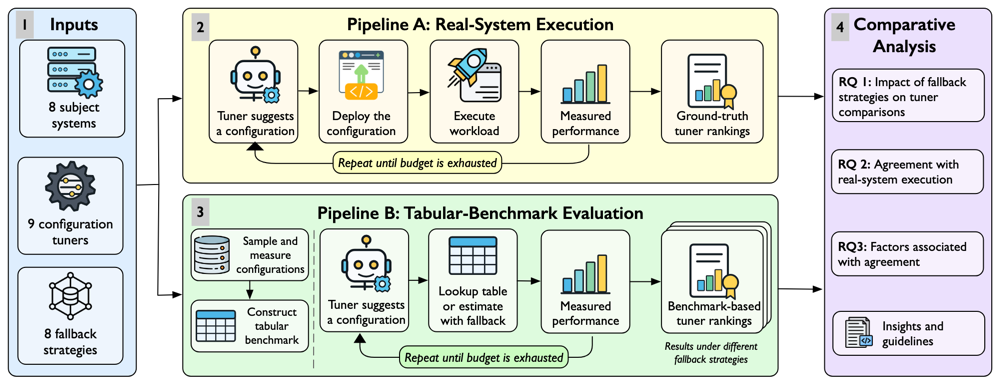 1 Inputs
8 subject
systems
9 configuration
tuners
8 fallback
strategies
2 Pipeline A: Real-System Execution
Tuner suggests
a configuration
Deploy the
configuration
Execute
workload
Measured
performance
Ground-truth
tuner rankings
Repeat until budget is exhausted
3 Pipeline B: Tabular-Benchmark Evaluation
Sample and
measure
configurations
Construct
tabular
benchmark
Tuner suggests
a configuration
Lookup table
or estimate
with fallback
Measured
performance
Benchmark-based
tuner rankings
Repeat until budget is exhausted
Results under different
fallback strategies
4 Comparative
Analysis
RQ 1: Impact of fallback
strategies on tuner
comparisons
RQ 2: Agreement with
real-system execution
RQ3: Factors associated
with agreement
Insights and
guidelines